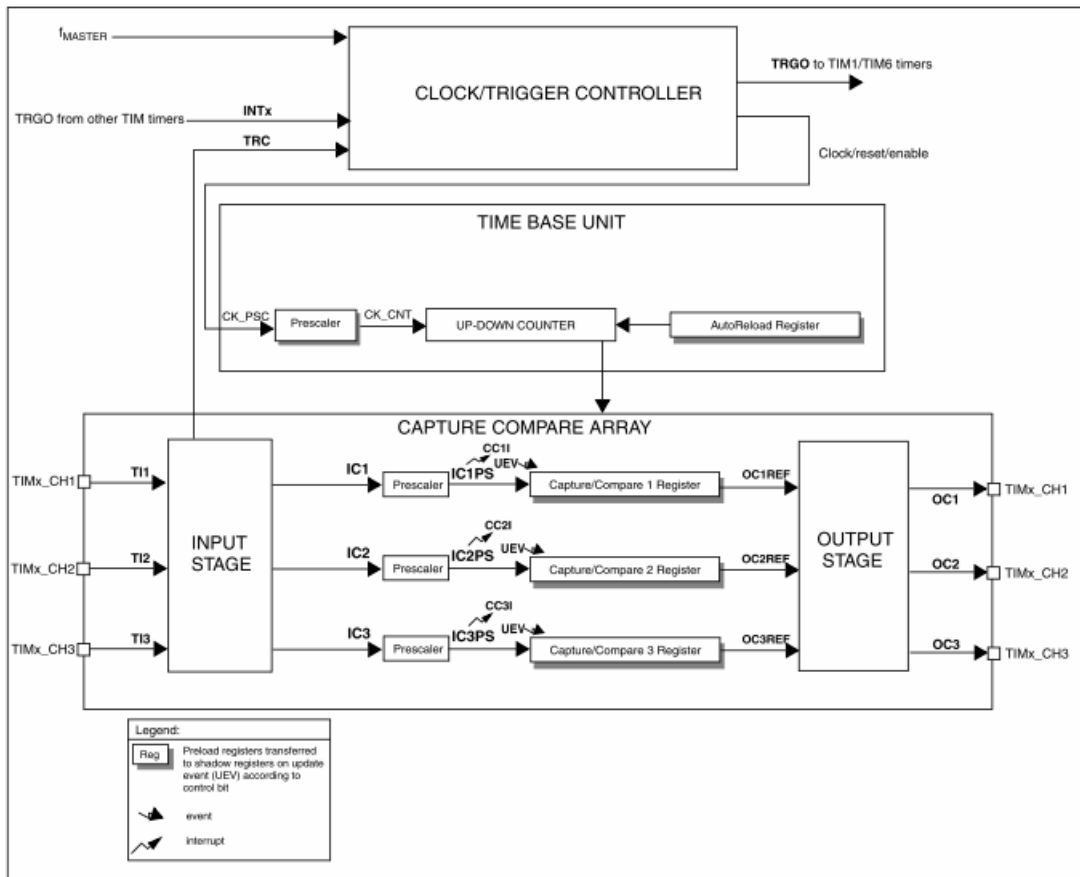 fMASTER
CLOCK/TRIGGER CONTROLLER
TRGO to TIM1/TIM6 timers
TRGO from other TIM timers
INTx
TRC
Clock/reset/enable
TIME BASE UNIT
CK_PSC
Prescaler
CK_CNT
UP-DOWN COUNTER
AutoReload Register
CAPTURE COMPARE ARRAY
TIMx_CH1
TI1
INPUT
STAGE
IC1
Prescaler
IC1PS
CC1I
UEV
Capture/Compare 1 Register
OC1REF
OUTPUT
STAGE
OC1
TIMx_CH1
TIMx_CH2
TI2
IC2
Prescaler
IC2PS
CC2I
UEV
Capture/Compare 2 Register
OC2REF
OC2
TIMx_CH2
TIMx_CH3
TI3
IC3
Prescaler
IC3PS
CC3I
UEV
Capture/Compare 3 Register
OC3REF
OC3
TIMx_CH3
Legend:
Reg
Preload registers transferred
to shadow registers on update
event (UEV) according to
control bit
event
interrupt